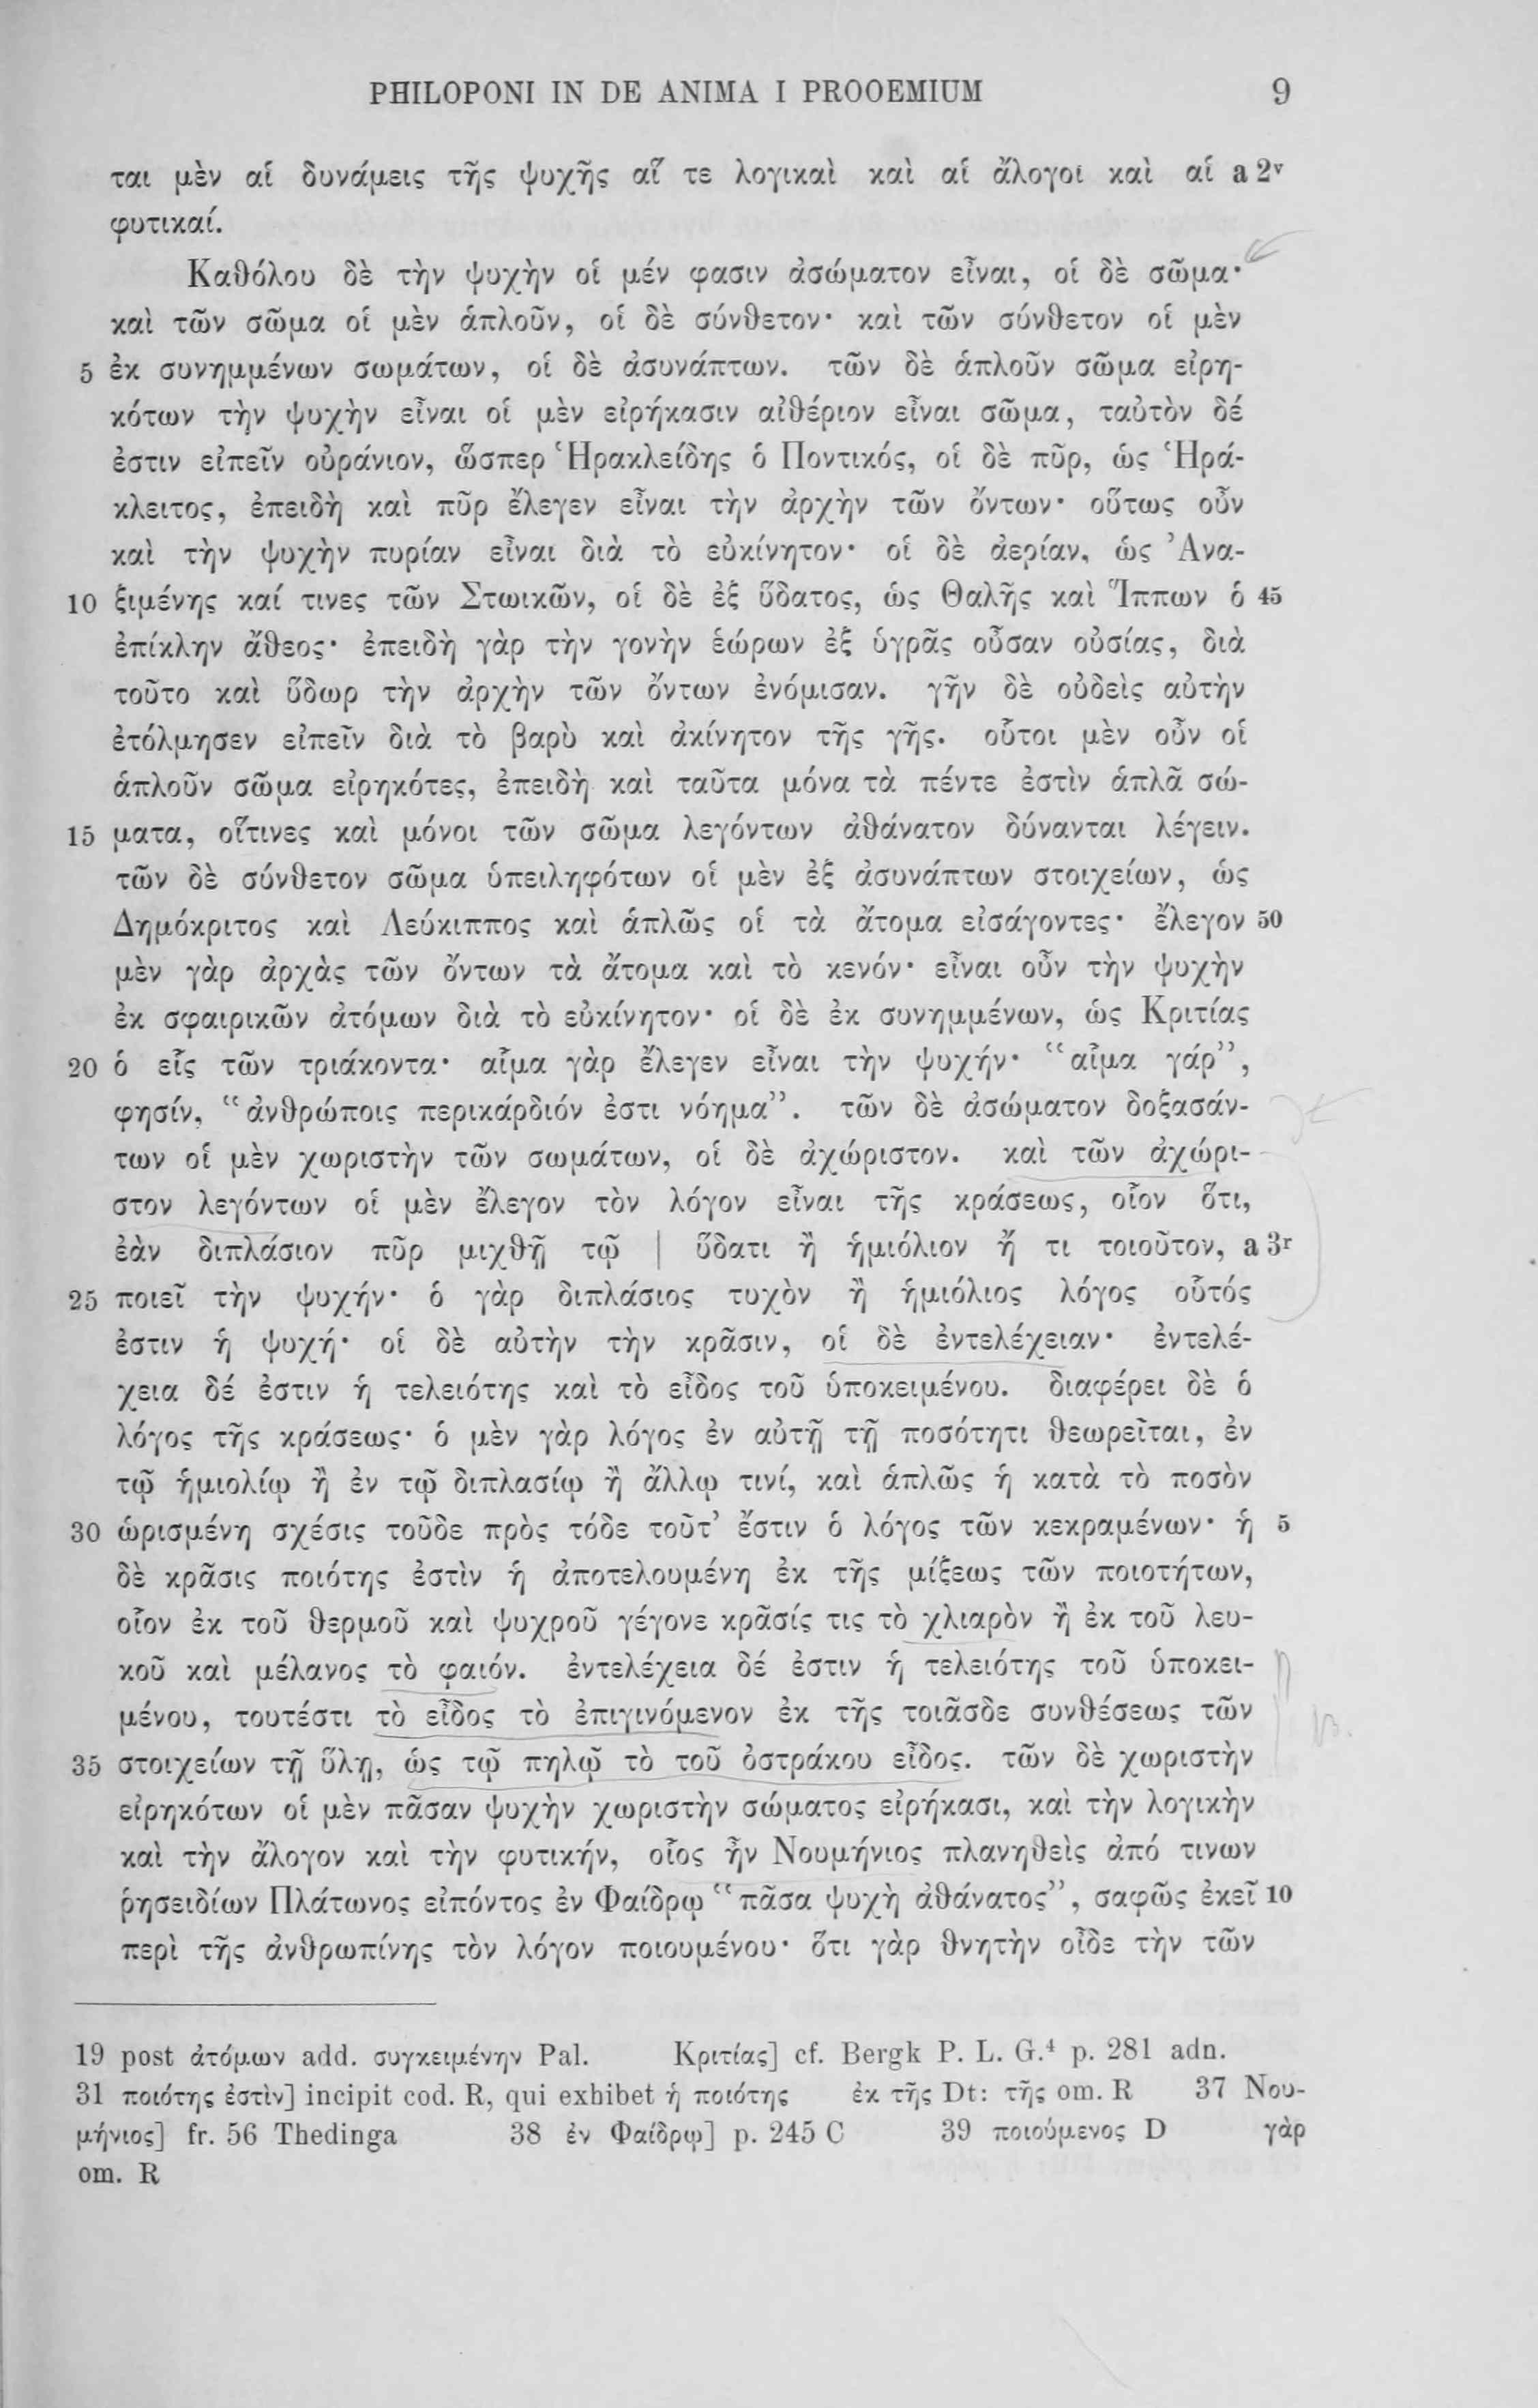 PHILOPONI IN DE ANIMA I PROOEMIUM 9
ται μὲν αἱ δυνάμεις τῆς ψυχῆς αἵ τε λογικαὶ καὶ αἱ ἄλογοι καὶ αἱ a 2v
φυτικαί.
Καθόλου δὲ τὴν ψυχὴν οἱ μέν φασιν ἀσώματον εἶναι, οἱ δὲ σῶμα·
καὶ τῶν σῶμα οἱ μὲν ἁπλοῦν, οἱ δὲ σύνθετον· καὶ τῶν σύνθετον οἱ μὲν
5 ἐκ συνημμένων σωμάτων, οἱ δὲ ἀσυνάπτων. τῶν δὲ ἁπλοῦν σῶμα εἰρη-
κότων τὴν ψυχὴν εἶναι οἱ μὲν εἰρήκασιν αἰθέριον εἶναι σῶμα, ταὐτὸν δέ
ἐστιν εἰπεῖν οὐράνιον, ὥσπερ Ἡρακλείδης ὁ Ποντικός, οἱ δὲ πῦρ, ὡς Ἡρά-
κλειτος, ἐπειδὴ καὶ πῦρ ἔλεγεν εἶναι τὴν ἀρχὴν τῶν ὄντων· οὕτως οὖν
καὶ τὴν ψυχὴν πυρίαν εἶναι διὰ τὸ εὐκίνητον· οἱ δὲ ἀερίαν, ὡς Ἀνα-
10 ξιμένης καί τινες τῶν Στωικῶν, οἱ δὲ ἐξ ὕδατος, ὡς Θαλῆς καὶ Ἵππων ὁ 45
ἐπίκλην ἄθεος· ἐπειδὴ γὰρ τὴν γονὴν ἑώρων ἐξ ὑγρᾶς οὖσαν οὐσίας, διὰ
τοῦτο καὶ ὕδωρ τὴν ἀρχὴν τῶν ὄντων ἐνόμισαν. γῆν δὲ οὐδεὶς αὐτὴν
ἐτόλμησεν εἰπεῖν διὰ τὸ βαρὺ καὶ ἀκίνητον τῆς γῆς. οὗτοι μὲν οὖν οἱ
ἁπλοῦν σῶμα εἰρηκότες, ἐπειδὴ καὶ ταῦτα μόνα τὰ πέντε ἐστὶν ἁπλᾶ σώ-
15 ματα, οἵτινες καὶ μόνοι τῶν σῶμα λεγόντων ἀθάνατον δύνανται λέγειν.
τῶν δὲ σύνθετον σῶμα ὑπειληφότων οἱ μὲν ἐξ ἀσυνάπτων στοιχείων, ὡς
Δημόκριτος καὶ Λεύκιππος καὶ ἁπλῶς οἱ τὰ ἄτομα εἰσάγοντες· ἔλεγον 50
μὲν γὰρ ἀρχὰς τῶν ὄντων τὰ ἄτομα καὶ τὸ κενόν· εἶναι οὖν τὴν ψυχὴν
ἐκ σφαιρικῶν ἀτόμων διὰ τὸ εὐκίνητον· οἱ δὲ ἐκ συνημμένων, ὡς Κριτίας
20 ὁ εἷς τῶν τριάκοντα· αἷμα γὰρ ἔλεγεν εἶναι τὴν ψυχήν· “αἷμα γάρ”,
φησίν, “ἀνθρώποις περικάρδιόν ἐστι νόημα”. τῶν δὲ ἀσώματον δοξασάν-
των οἱ μὲν χωριστὴν τῶν σωμάτων, οἱ δὲ ἀχώριστον. καὶ τῶν ἀχώρι-
στον λεγόντων οἱ μὲν ἔλεγον τὸν λόγον εἶναι τῆς κράσεως, οἷον ὅτι,
ἐὰν διπλάσιον πῦρ μιχθῇ τῷ | ὕδατι ἢ ἡμιόλιον ἤ τι τοιοῦτον, a 3r
25 ποιεῖ τὴν ψυχήν· ὁ γὰρ διπλάσιος τυχὸν ἢ ἡμιόλιος λόγος οὗτός
ἐστιν ἡ ψυχή· οἱ δὲ αὐτὴν τὴν κρᾶσιν, οἱ δὲ ἐντελέχειαν· ἐντελέ-
χεια δέ ἐστιν ἡ τελειότης καὶ τὸ εἶδος τοῦ ὑποκειμένου. διαφέρει δὲ ὁ
λόγος τῆς κράσεως· ὁ μὲν γὰρ λόγος ἐν αὐτῇ τῇ ποσότητι θεωρεῖται, ἐν
τῷ ἡμιολίῳ ἢ ἐν τῷ διπλασίῳ ἢ ἄλλῳ τινί, καὶ ἁπλῶς ἡ κατὰ τὸ ποσὸν
30 ὡρισμένη σχέσις τοῦδε πρὸς τόδε τοῦτ’ ἔστιν ὁ λόγος τῶν κεκραμένων· ἡ 5
δὲ κρᾶσις ποιότης ἐστὶν ἡ ἀποτελουμένη ἐκ τῆς μίξεως τῶν ποιοτήτων,
οἷον ἐκ τοῦ θερμοῦ καὶ ψυχροῦ γέγονε κρᾶσίς τις τὸ χλιαρὸν ἢ ἐκ τοῦ λευ-
κοῦ καὶ μέλανος τὸ φαιόν. ἐντελέχεια δέ ἐστιν ἡ τελειότης τοῦ ὑποκει-
μένου, τουτέστι τὸ εἶδος τὸ ἐπιγινόμενον ἐκ τῆς τοιᾶσδε συνθέσεως τῶν
35 στοιχείων τῇ ὕλῃ, ὡς τῷ πηλῷ τὸ τοῦ ὀστράκου εἶδος. τῶν δὲ χωριστὴν
εἰρηκότων οἱ μὲν πᾶσαν ψυχὴν χωριστὴν σώματος εἰρήκασι, καὶ τὴν λογικὴν
καὶ τὴν ἄλογον καὶ τὴν φυτικήν, οἷος ἦν Νουμήνιος πλανηθεὶς ἀπό τινων
ῥησειδίων Πλάτωνος εἰπόντος ἐν Φαίδρῳ “πᾶσα ψυχὴ ἀθάνατος”, σαφῶς ἐκεῖ 10
περὶ τῆς ἀνθρωπίνης τὸν λόγον ποιουμένου· ὅτι γὰρ θνητὴν οἶδε τὴν τῶν
19 post ἀτόμων add. συγκειμένην Pal. Κριτίας] cf. Bergk P. L. G.⁴ p. 281 adn.
31 ποιότης ἐστὶν] incipit cod. R, qui exhibet ἡ ποιότης ἐκ τῆς Dt: τῆς om. R 37 Νου-
μήνιος] fr. 56 Thedinga 38 ἐν Φαίδρῳ] p. 245 C 39 ποιούμενος D γὰρ
om. R